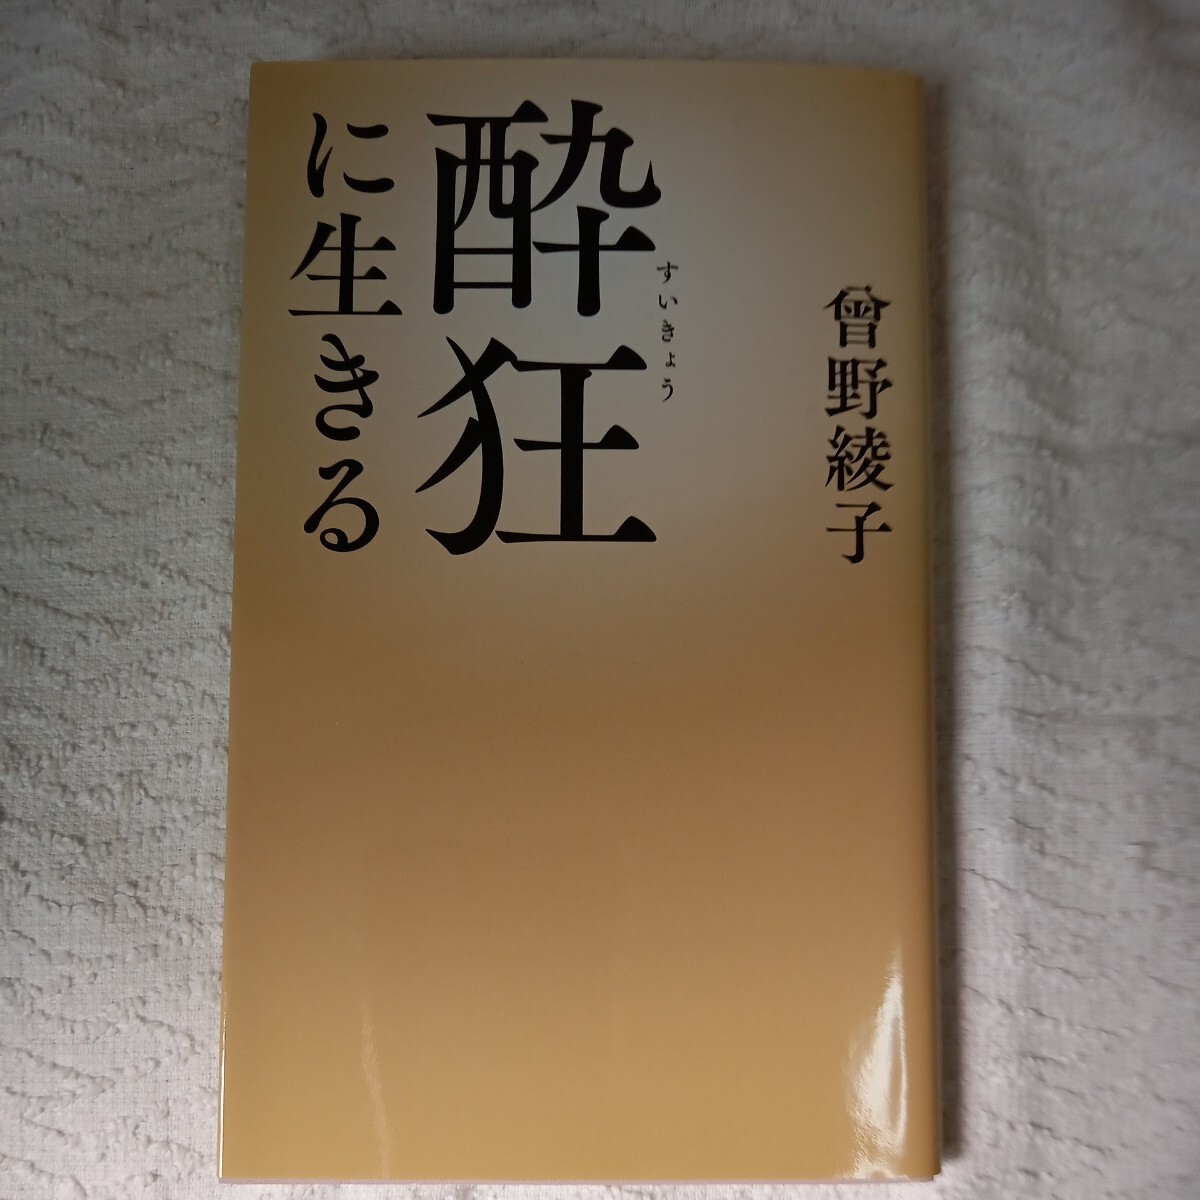 曾野綾子
酔狂
すいきょう
に生きる